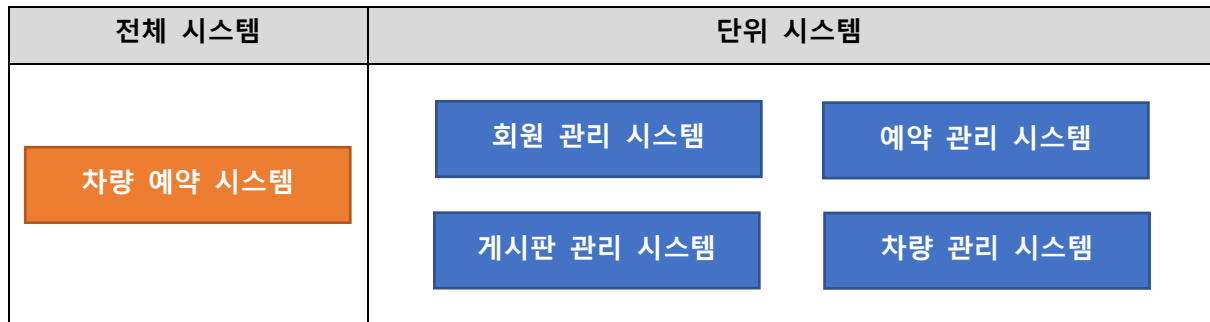 전체 시스템
단위 시스템
차량 예약 시스템
회원 관리 시스템
예약 관리 시스템
게시판 관리 시스템
차량 관리 시스템